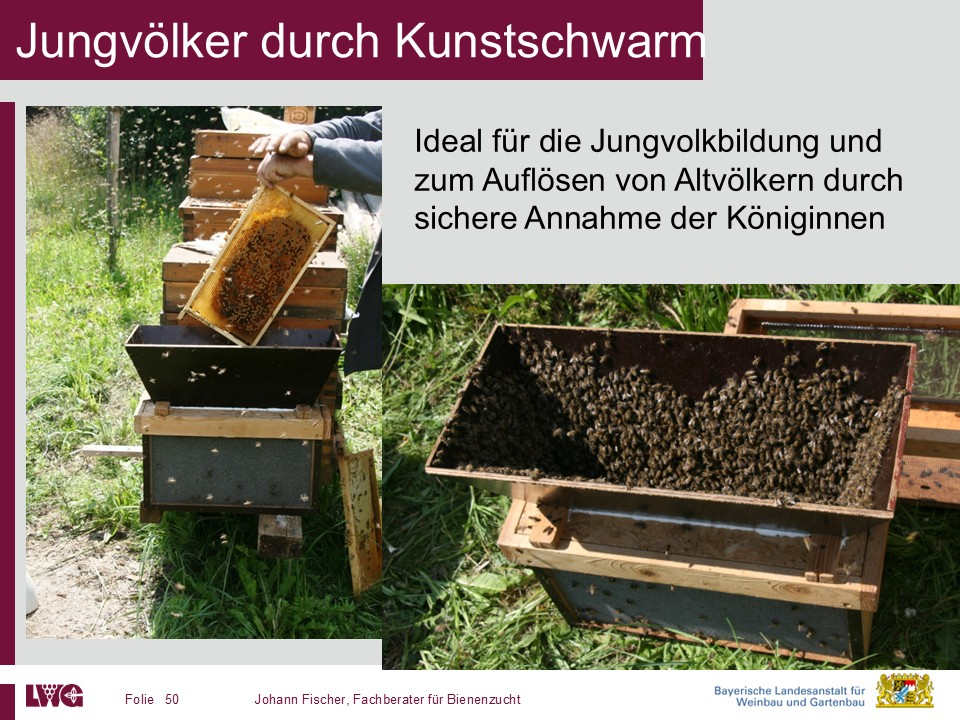 Jungvölker durch Kunstschwarm
Ideal für die Jungvolkbildung und
zum Auflösen von Altvölkern durch
sichere Annahme der Königinnen
LWG
Folie 50
Johann Fischer, Fachberater für Bienenzucht
Bayerische Landesanstalt für
Weinbau und Gartenbau